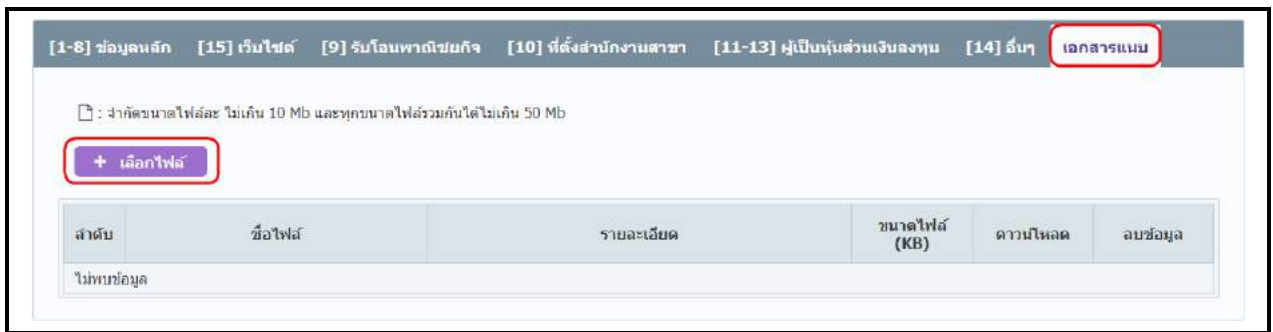 [1-8] ข้อมูลหลัก [15] เว็บไซต์ [9] รับโอนพาณิชยกิจ [10] ที่ตั้งสำนักงานสาขา [11-13] ผู้เป็นหุ้นส่วนเงินลงทุน [14] อื่นๆ เอกสารแนบ
: จำกัดขนาดไฟล์ละ ไม่เกิน 10 Mb และทุกขนาดไฟล์รวมกันได้ไม่เกิน 50 Mb
+ เลือกไฟล์
ลำดับ ชื่อไฟล์ รายละเอียด ขนาดไฟล์ (KB) ดาวน์โหลด ลบข้อมูล
ไม่พบข้อมูล